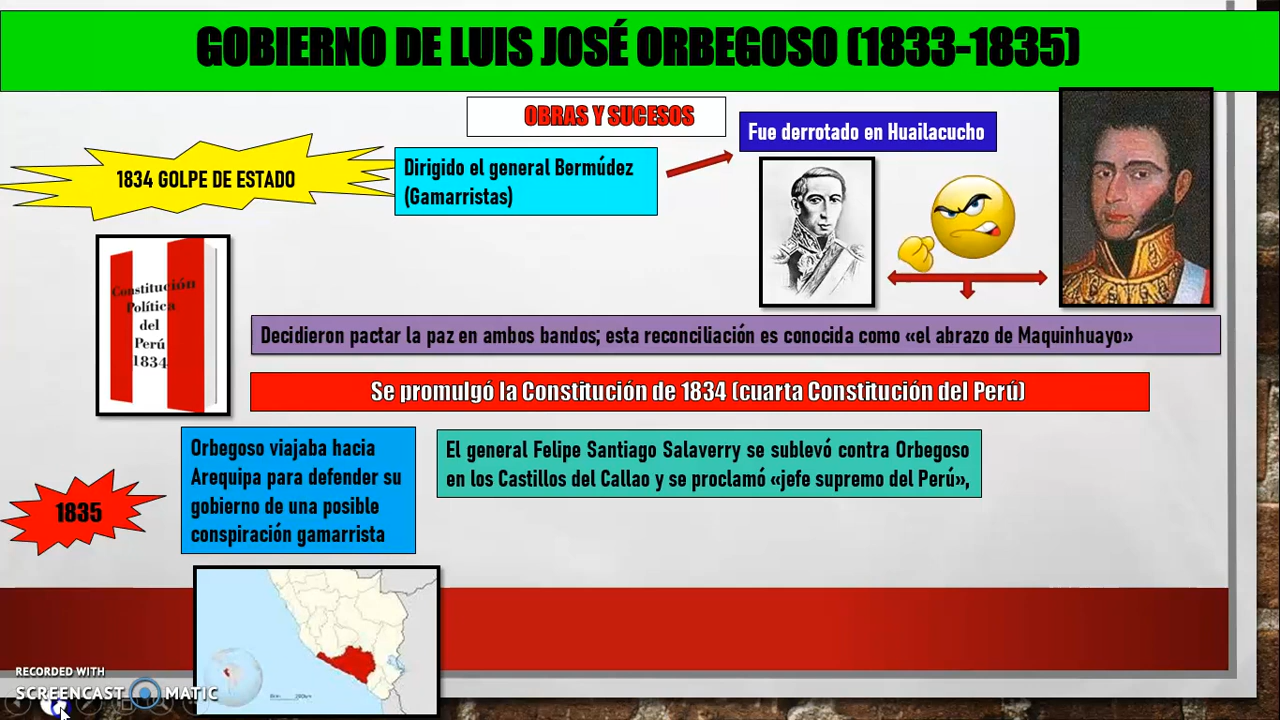 GOBIERNO DE LUIS JOSÉ ORBEGOSO (1833-1835)
OBRAS Y SUCESOS
Fue derrotado en Huailacucho
1834 GOLPE DE ESTADO
Dirigido el general Bermúdez
(Gamarristas)
Constitución
Política
del
Perú
1834
Decidieron pactar la paz en ambos bandos; esta reconciliación es conocida como «el abrazo de Maquinhuayo»
Se promulgó la Constitución de 1834 (cuarta Constitución del Perú)
1835
Orbegoso viajaba hacia
Arequipa para defender su
gobierno de una posible
conspiración gamarrista
El general Felipe Santiago Salaverry se sublevó contra Orbegoso
en los Castillos del Callao y se proclamó «jefe supremo del Perú»,
RECORDED WITH
SCREENCAST MATIC